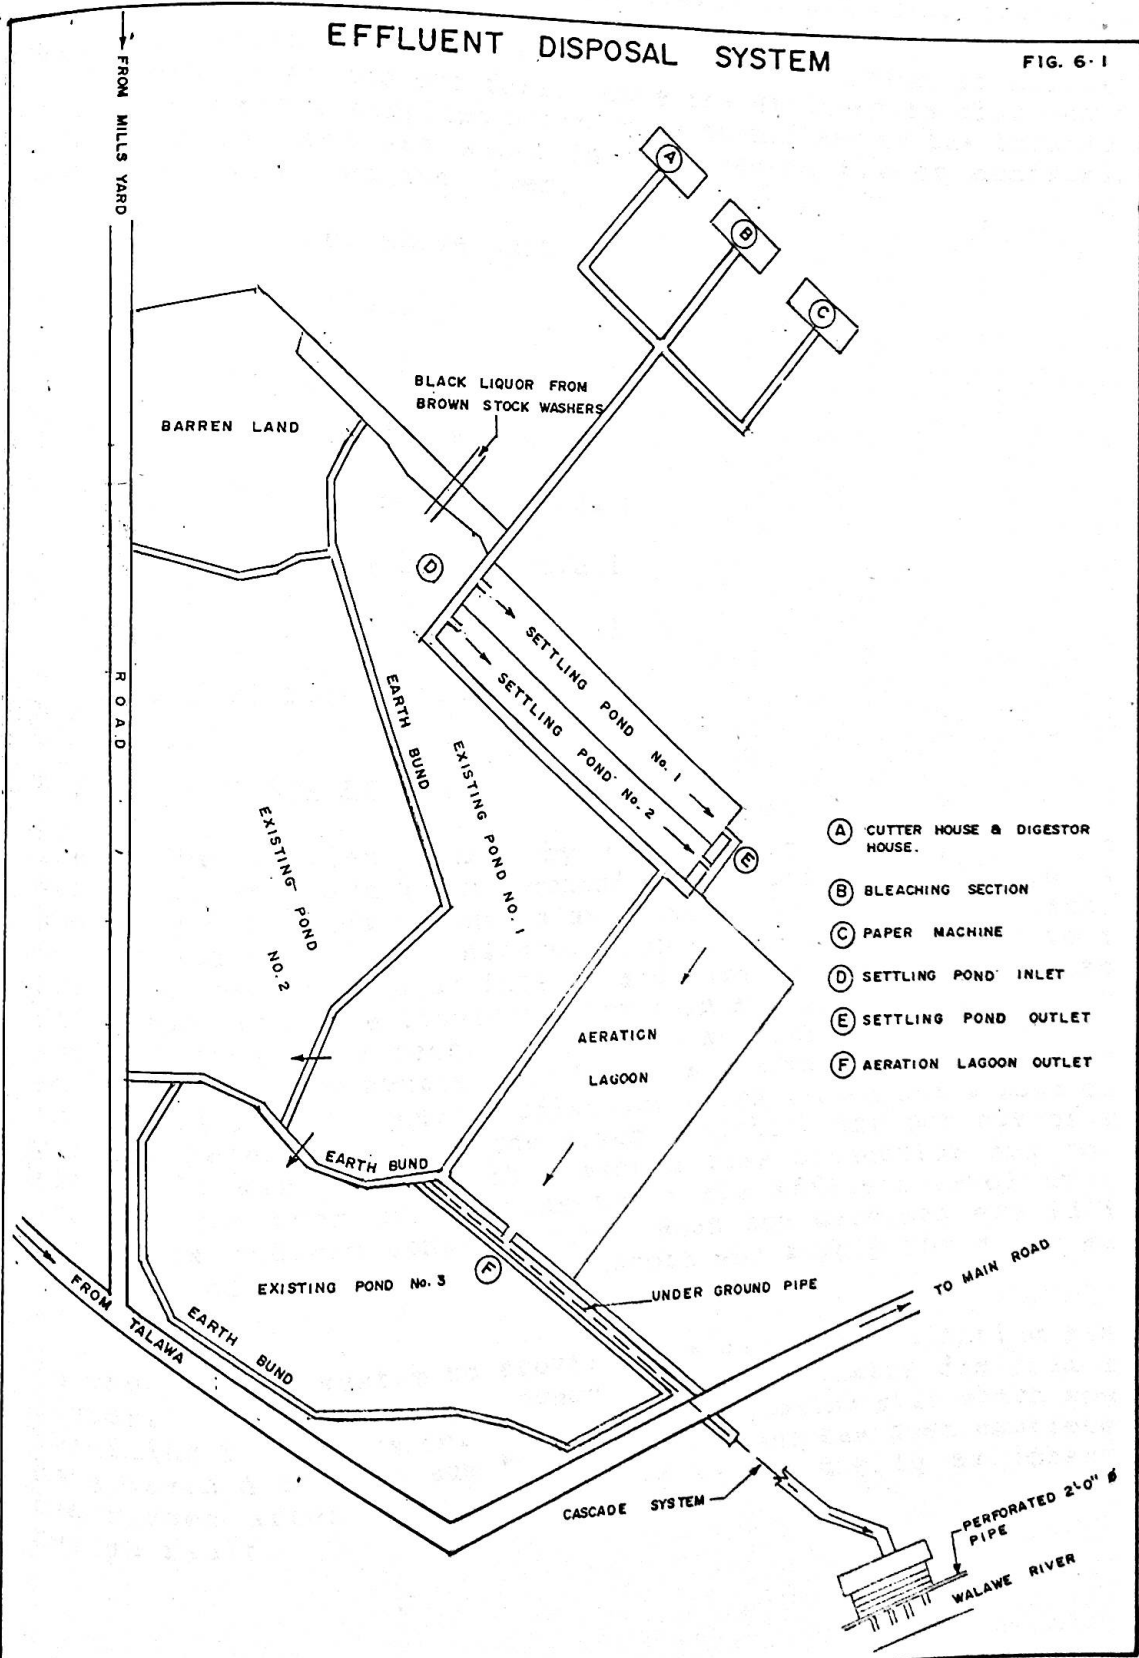 EFFLUENT DISPOSAL SYSTEM
FIG. 6·1
FROM MILLS YARD
A
B
C
BLACK LIQUOR FROM
BROWN STOCK WASHERS
BARREN LAND
D
ROAD
SETTLING POND No. 1
SETTLING POND No. 2
EARTH BUND
EXISTING POND NO. 1
EXISTING POND
NO. 2
E
A CUTTER HOUSE & DIGESTOR
HOUSE.
B BLEACHING SECTION
C PAPER MACHINE
D SETTLING POND INLET
E SETTLING POND OUTLET
F AERATION LAGOON OUTLET
AERATION
LAGOON
EARTH BUND
EXISTING POND No. 3
F
UNDER GROUND PIPE
TO MAIN ROAD
FROM TALAWA
EARTH BUND
CASCADE SYSTEM
PERFORATED 2'-0" ø
PIPE
WALAWE RIVER